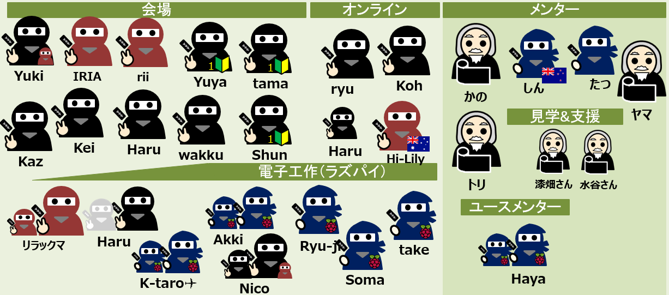 会場
オンライン
メンター
Yuki
IRIA
rii
Yuya
tama
ryu
Koh
かの
しん
たつ
ヤマ
Kaz
Kei
Haru
wakku
Shun
Haru
Hi-Lily
トリ
見学&支援
漆畑さん
水谷さん
電子工作(ラズパイ)
リラックマ
Haru
K-taro✈
Akki
Nico
Ryu-ji
Soma
take
ユースメンター
Haya